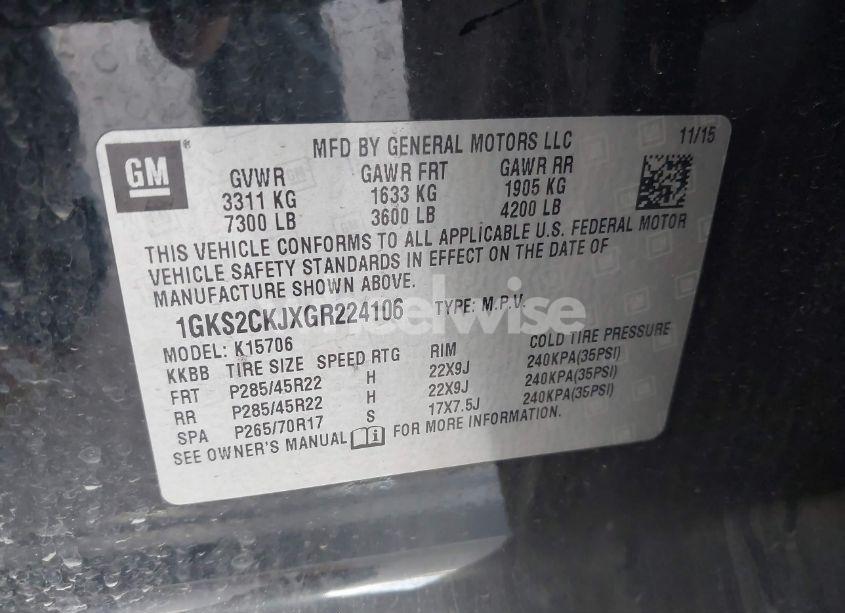 GM ®
MFD BY GENERAL MOTORS LLC 11/15
GVWR GAWR FRT GAWR RR
3311 KG 1633 KG 1905 KG
7300 LB 3600 LB 4200 LB
THIS VEHICLE CONFORMS TO ALL APPLICABLE U.S. FEDERAL MOTOR
VEHICLE SAFETY STANDARDS IN EFFECT ON THE DATE OF
MANUFACTURE SHOWN ABOVE.
1GKS2CKJXGR224106 TYPE: M.P.V.
wheelwise
MODEL: K15706
KKBB TIRE SIZE SPEED RTG RIM COLD TIRE PRESSURE
FRT P285/45R22 H 22X9J 240KPA(35PSI)
RR P285/45R22 H 22X9J 240KPA(35PSI)
SPA P265/70R17 S 17X7.5J 240KPA(35PSI)
SEE OWNER'S MANUAL FOR MORE INFORMATION.